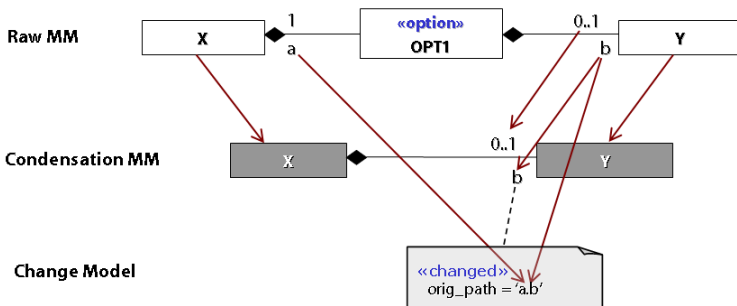 Raw MM
X
1
a
«option»
OPT1
0..1
b
Y
Condensation MM
X
0..1
b
Y
Change Model
«changed»
orig_path = 'a.b'